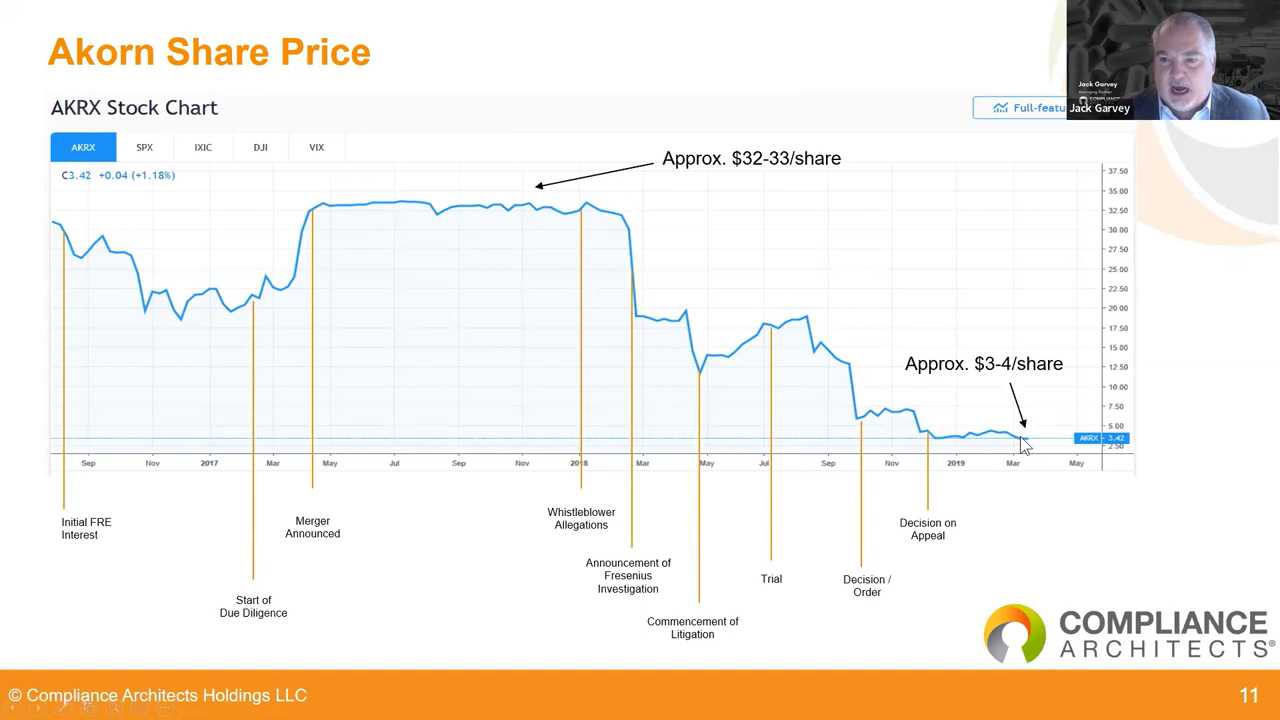 Akorn Share Price
AKRX Stock Chart
Full-featu
Jack Garvey
Jack Garvey
AKRX SPX IXIC DJI VIX
C3.42 +0.04 (+1.18%)
Approx. $32-33/share
37.50
35.00
32.50
30.00
27.50
25.00
22.50
20.00
17.50
15.00
12.50
Approx. $3-4/share
10.00
7.50
5.00
AKRX 3.42
2.50
Sep Nov 2017 Mar May Jul Sep Nov 2018 Mar May Jul Sep Nov 2019 Mar May
Initial FRE
Interest
Start of
Due Diligence
Merger
Announced
Whistleblower
Allegations
Announcement of
Fresenius
Investigation
Commencement of
Litigation
Trial
Decision /
Order
Decision on
Appeal
COMPLIANCE
ARCHITECTS®
© Compliance Architects Holdings LLC
11